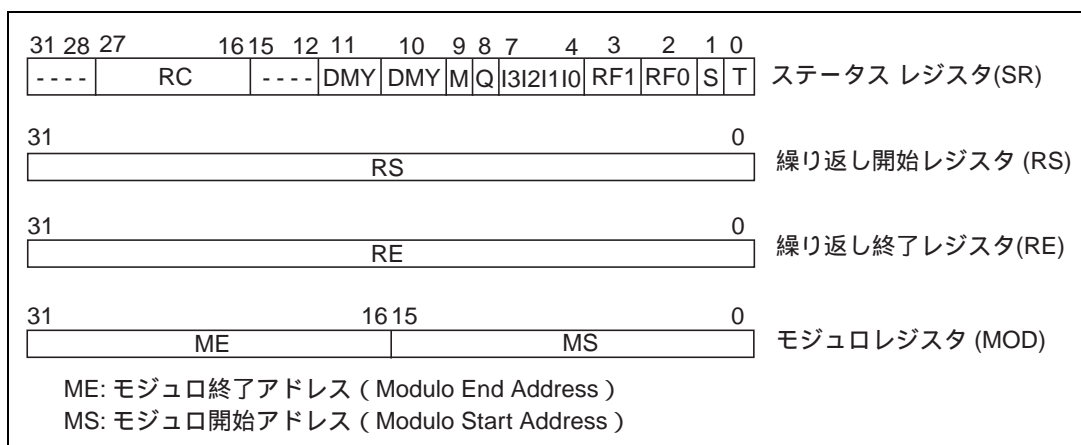 31 28 27 16 15 12 11 10 9 8 7 4 3 2 1 0
---- RC ---- DMY DMY M Q I3I2I1I0 RF1 RF0 S T ステータス レジスタ(SR)
31 0
RS 繰り返し開始レジスタ (RS)
31 0
RE 繰り返し終了レジスタ(RE)
31 16 15 0
ME MS モジュロレジスタ (MOD)
ME: モジュロ終了アドレス ( Modulo End Address )
MS: モジュロ開始アドレス ( Modulo Start Address )